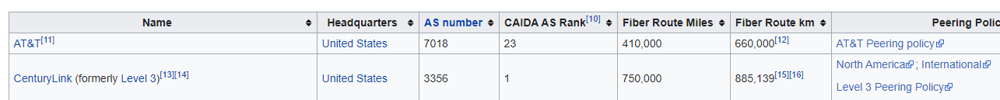 Name Headquarters AS number CAIDA AS Rank[10] Fiber Route Miles Fiber Route km Peering Polic
AT&T[11] United States 7018 23 410,000 660,000[12] AT&T Peering policy
CenturyLink (formerly Level 3)[13][14] United States 3356 1 750,000 885,139[15][16] North America; International
Level 3 Peering Policy